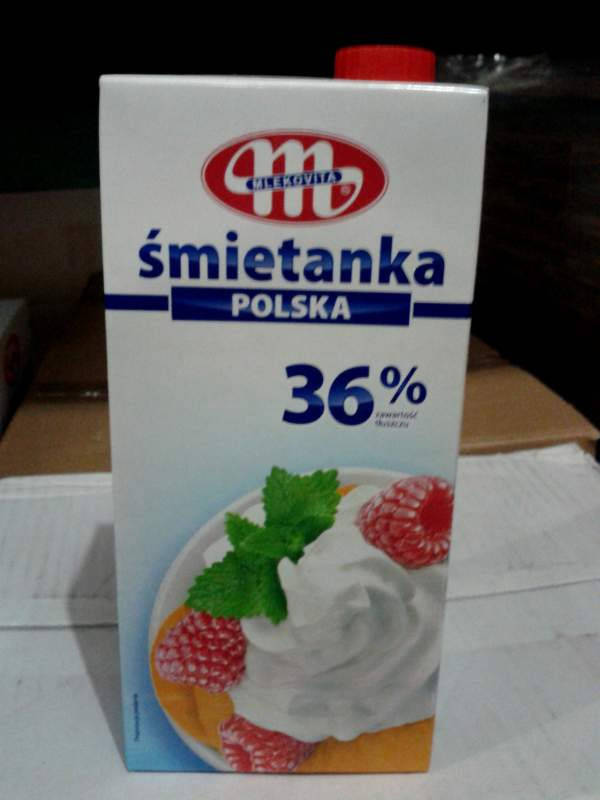 m
MLEKOVITA
®
śmietanka
POLSKA
36%
zawartość
tłuszczu